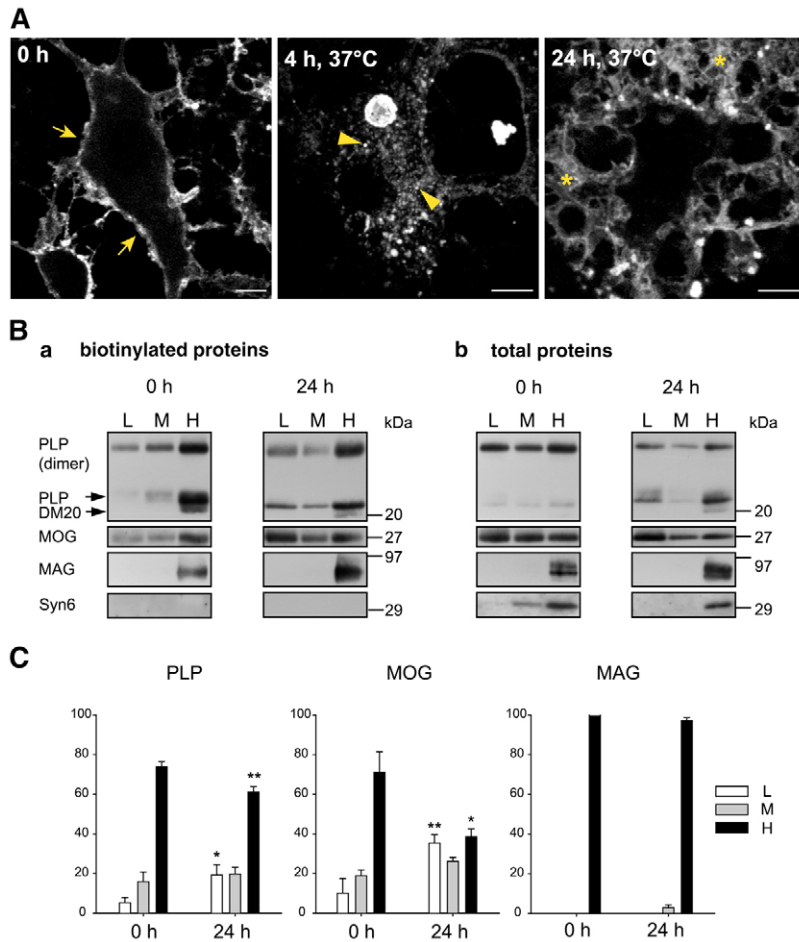 A
0 h
4 h, 37°C
24 h, 37°C
*
*
B
a biotinylated proteins
b total proteins
0 h 24 h
0 h 24 h
L M H L M H kDa
L M H L M H kDa
PLP
(dimer)
PLP
DM20
20
20
MOG
27
27
MAG
97
97
Syn6
29
29
C
PLP MOG MAG
100 100 100
80 80 80
60 60 60
40 40 40
20 20 20
0 0 0
* **
** *
0 h 24 h 0 h 24 h 0 h 24 h
L
M
H